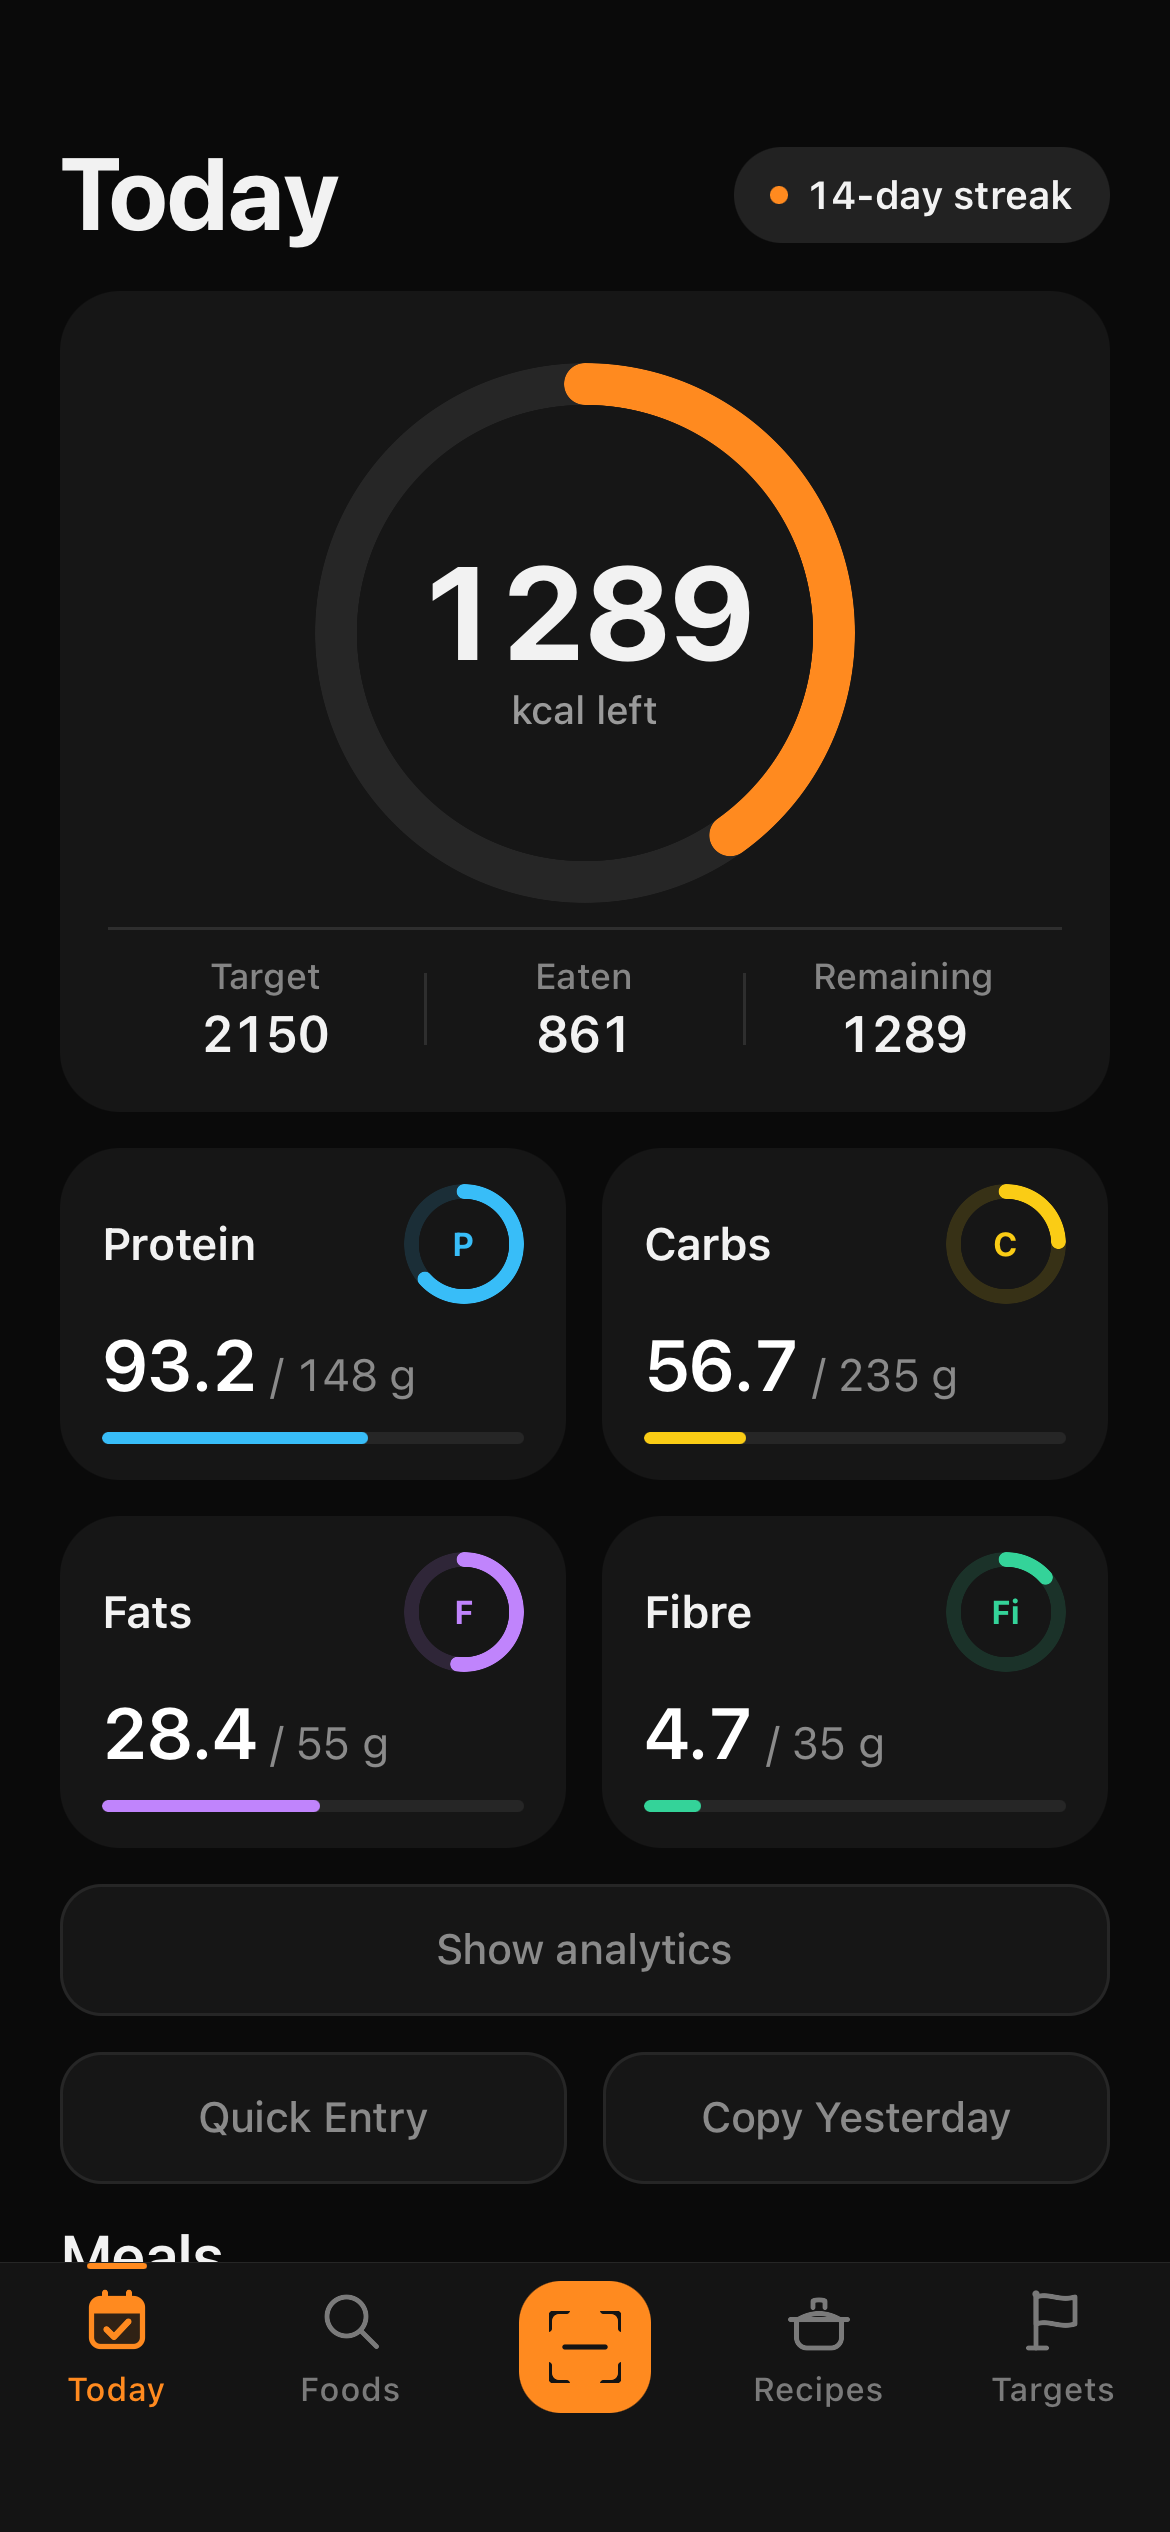 Today
14-day streak
1289
kcal left
Target
Eaten
Remaining
2150
861
1289
Protein
P
93.2 / 148 g
Carbs
C
56.7 / 235 g
Fats
F
28.4 / 55 g
Fibre
Fi
4.7 / 35 g
Show analytics
Quick Entry
Copy Yesterday
Meals
Today
Foods
Recipes
Targets